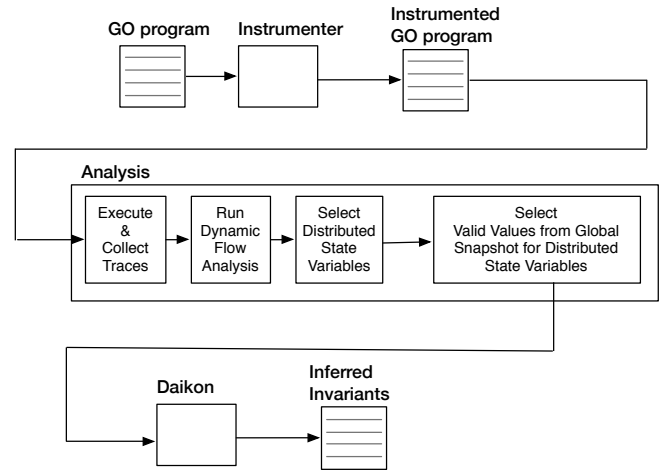 GO program
Instrumenter
Instrumented
GO program
Analysis
Execute
&
Collect
Traces
Run
Dynamic
Flow
Analysis
Select
Distributed
State
Variables
Select
Valid Values from Global
Snapshot for Distributed
State Variables
Daikon
Inferred
Invariants